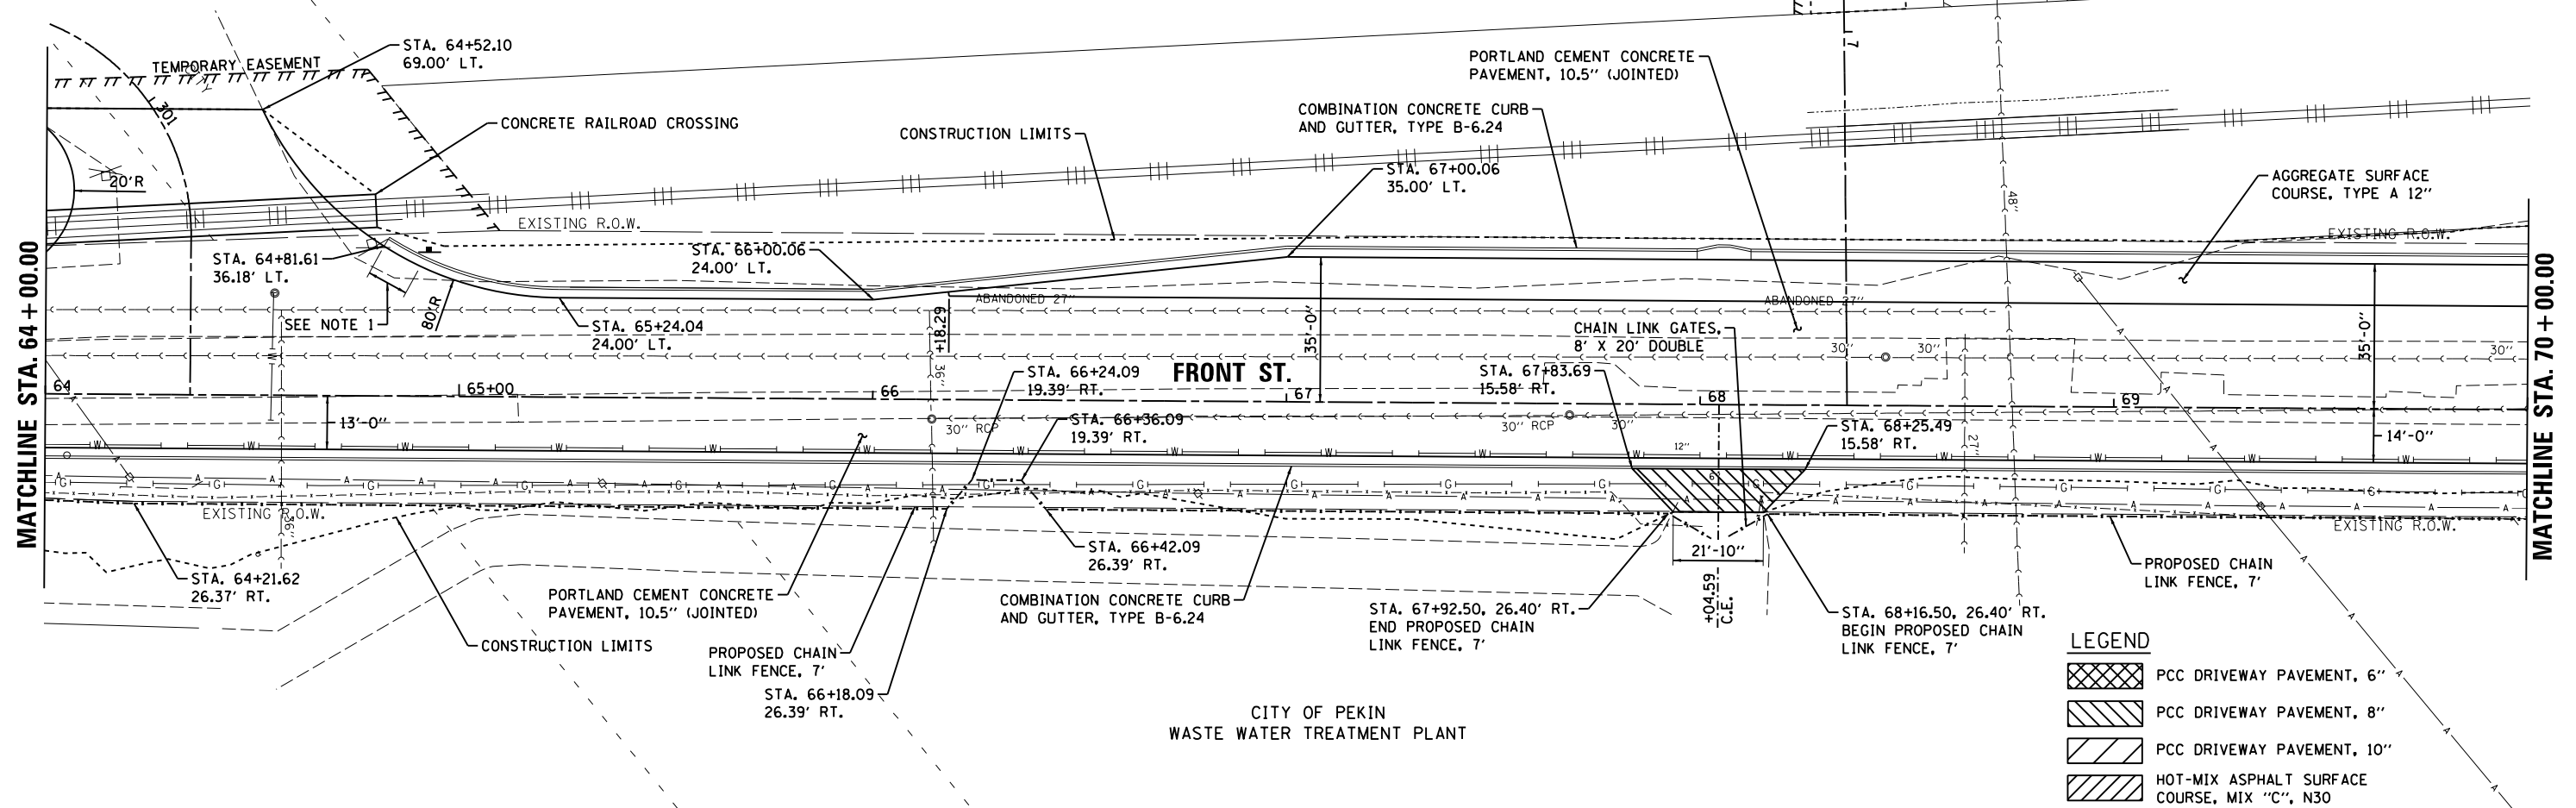 STA. 64+52.10
69.00' LT.
TEMPORARY EASEMENT
301
CONCRETE RAILROAD CROSSING
CONSTRUCTION LIMITS
COMBINATION CONCRETE CURB
AND GUTTER, TYPE B-6.24
PORTLAND CEMENT CONCRETE
PAVEMENT, 10.5" (JOINTED)
7
STA. 67+00.06
35.00' LT.
AGGREGATE SURFACE
COURSE, TYPE A 12"
48"
20'R
EXISTING R.O.W.
EXISTING R.O.W.
STA. 64+81.61
36.18' LT.
STA. 66+00.06
24.00' LT.
SEE NOTE 1
80'R
STA. 65+24.04
24.00' LT.
ABANDONED 27"
ABANDONED 27"
+18.29
36"
35'-0"
35'-0"
CHAIN LINK GATES,
8' X 20' DOUBLE
30"
30"
30"
MATCHLINE STA. 64+00.00
MATCHLINE STA. 70+00.00
FRONT ST.
STA. 66+24.09
19.39' RT.
STA. 67+83.69
15.58' RT.
64
65+00
66
67
68
69
13'-0"
30" RCP
STA. 66+36.09
19.39' RT.
30" RCP
30"
12"
STA. 68+25.49
15.58' RT.
27"
14'-0"
6"
EXISTING R.O.W.
36"
EXISTING R.O.W.
STA. 64+21.62
26.37' RT.
STA. 66+42.09
26.39' RT.
21'-10"
+04.59
C.E.
PROPOSED CHAIN
LINK FENCE, 7'
PORTLAND CEMENT CONCRETE
PAVEMENT, 10.5" (JOINTED)
COMBINATION CONCRETE CURB
AND GUTTER, TYPE B-6.24
STA. 67+92.50, 26.40' RT.
END PROPOSED CHAIN
LINK FENCE, 7'
STA. 68+16.50, 26.40' RT.
BEGIN PROPOSED CHAIN
LINK FENCE, 7'
CONSTRUCTION LIMITS
PROPOSED CHAIN
LINK FENCE, 7'
STA. 66+18.09
26.39' RT.
CITY OF PEKIN
WASTE WATER TREATMENT PLANT
LEGEND
PCC DRIVEWAY PAVEMENT, 6"
PCC DRIVEWAY PAVEMENT, 8"
PCC DRIVEWAY PAVEMENT, 10"
HOT-MIX ASPHALT SURFACE
COURSE, MIX "C", N30